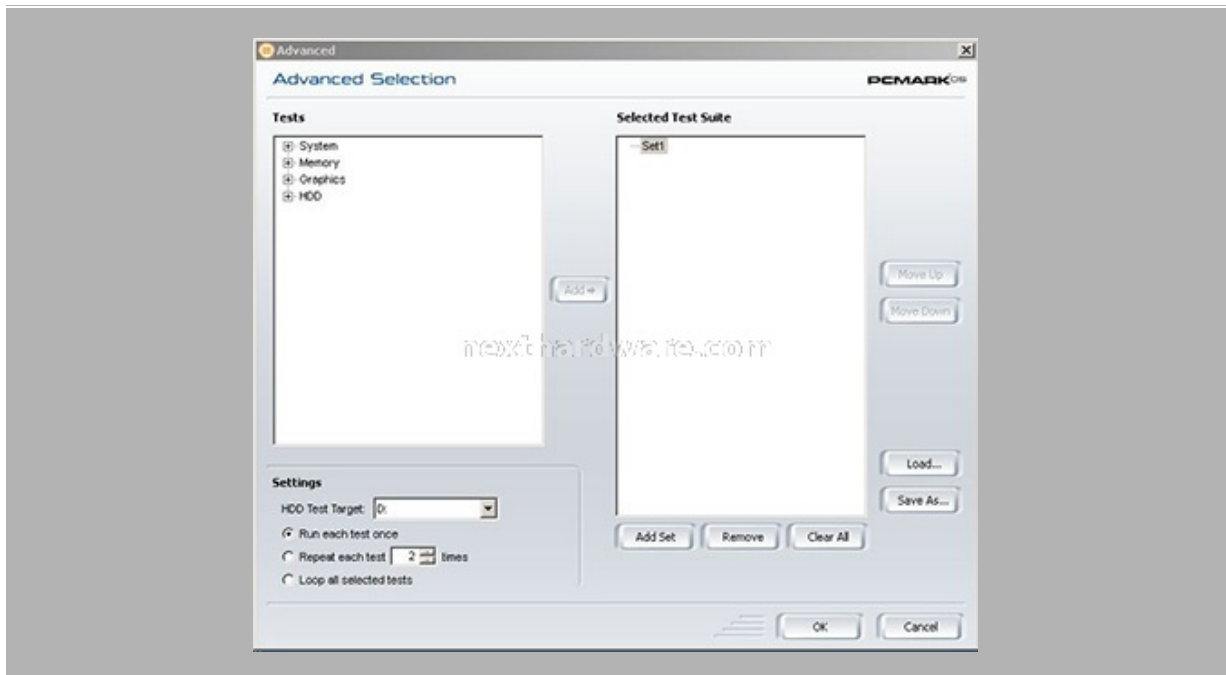 Advanced
Advanced Selection
PCMARK05
Tests
Selected Test Suite
System
Memory
Graphics
HDD
Set1
Add
Move Up
Move Down
nexthardware.com
Load...
Save As...
Settings
HDD Test Target: D:
Run each test once
Repeat each test 2 times
Loop all selected tests
Add Set
Remove
Clear All
OK
Cancel